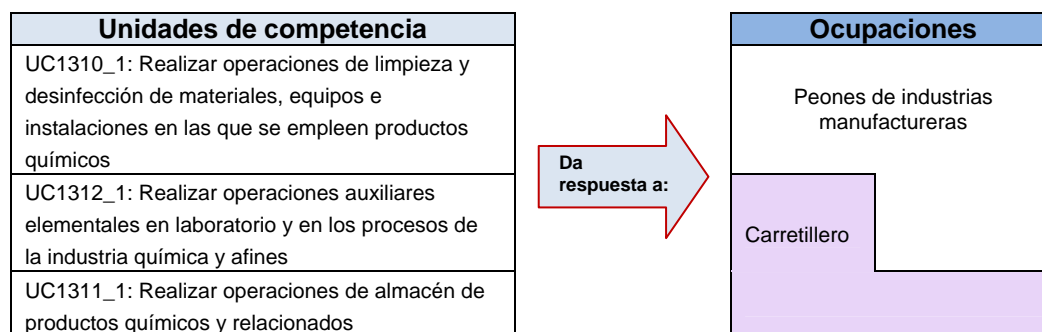 Unidades de competencia
UC1310_1: Realizar operaciones de limpieza y
desinfección de materiales, equipos e
instalaciones en las que se empleen productos
químicos
UC1312_1: Realizar operaciones auxiliares
elementales en laboratorio y en los procesos de
la industria química y afines
UC1311_1: Realizar operaciones de almacén de
productos químicos y relacionados
Da
respuesta a:
Ocupaciones
Peones de industrias
manufactureras
Carretillero